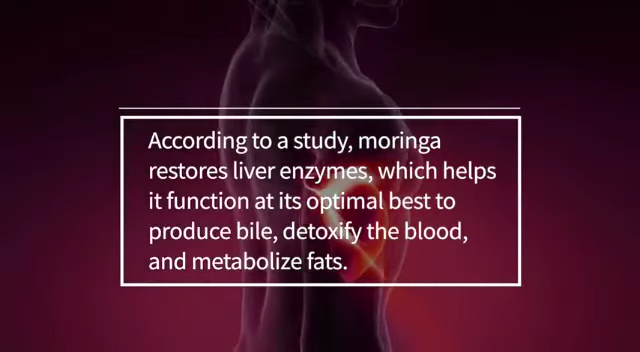 According to a study, moringa
restores liver enzymes, which helps
it function at its optimal best to
produce bile, detoxify the blood,
and metabolize fats.